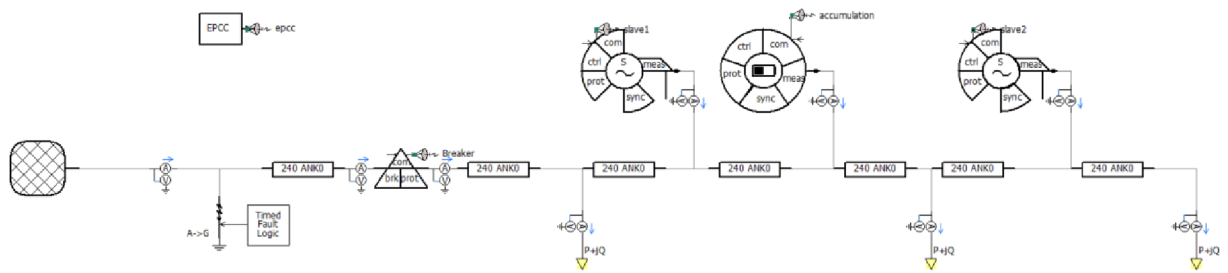 EPCC
epcc
slave1
com
ctrl
S
meas
prot
sync
accumulation
ctrl
com
prot
meas
sync
slave2
com
ctrl
S
meas
prot
sync
A
V
240 ANK0
A
V
com
Breaker
brk
prot
A
V
240 ANK0
240 ANK0
240 ANK0
240 ANK0
240 ANK0
240 ANK0
A->G
Timed
Fault
Logic
P+jQ
P+jQ
P+jQ